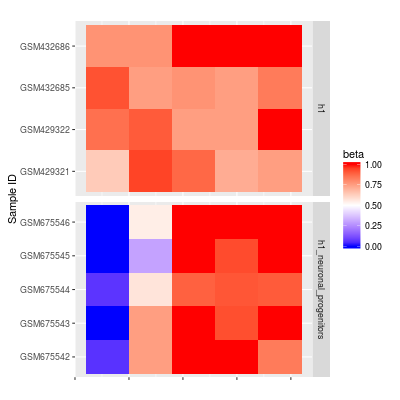 GSM432686
GSM432685
GSM429322
GSM429321
h1
GSM675546
GSM675545
GSM675544
GSM675543
GSM675542
h1_neuronal_progenitors
Sample ID
beta
1.00
0.75
0.50
0.25
0.00